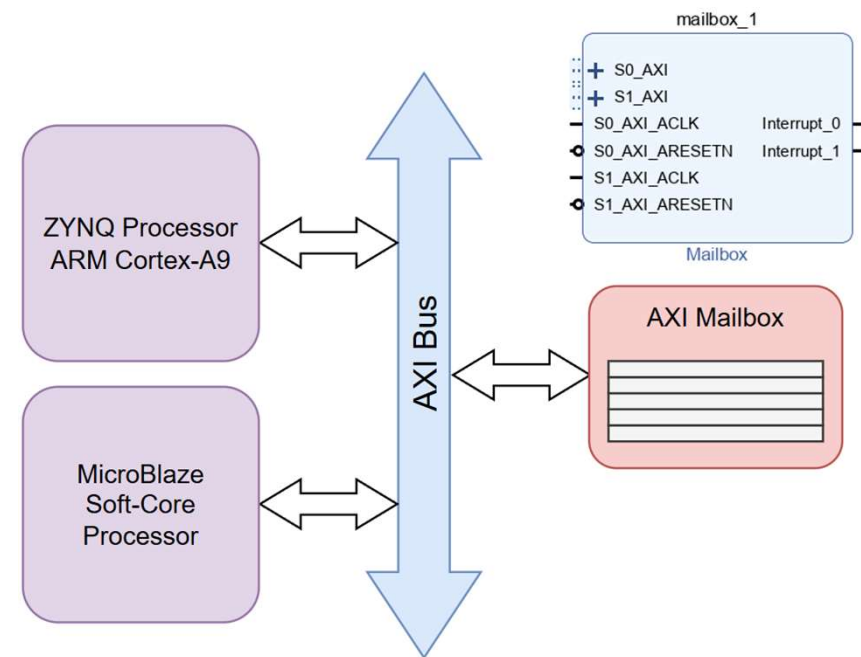 mailbox_1
S0_AXI
S1_AXI
S0_AXI_ACLK
Interrupt_0
S0_AXI_ARESETN
Interrupt_1
S1_AXI_ACLK
S1_AXI_ARESETN
Mailbox
ZYNQ Processor
ARM Cortex-A9
AXI Bus
AXI Mailbox
MicroBlaze
Soft-Core
Processor